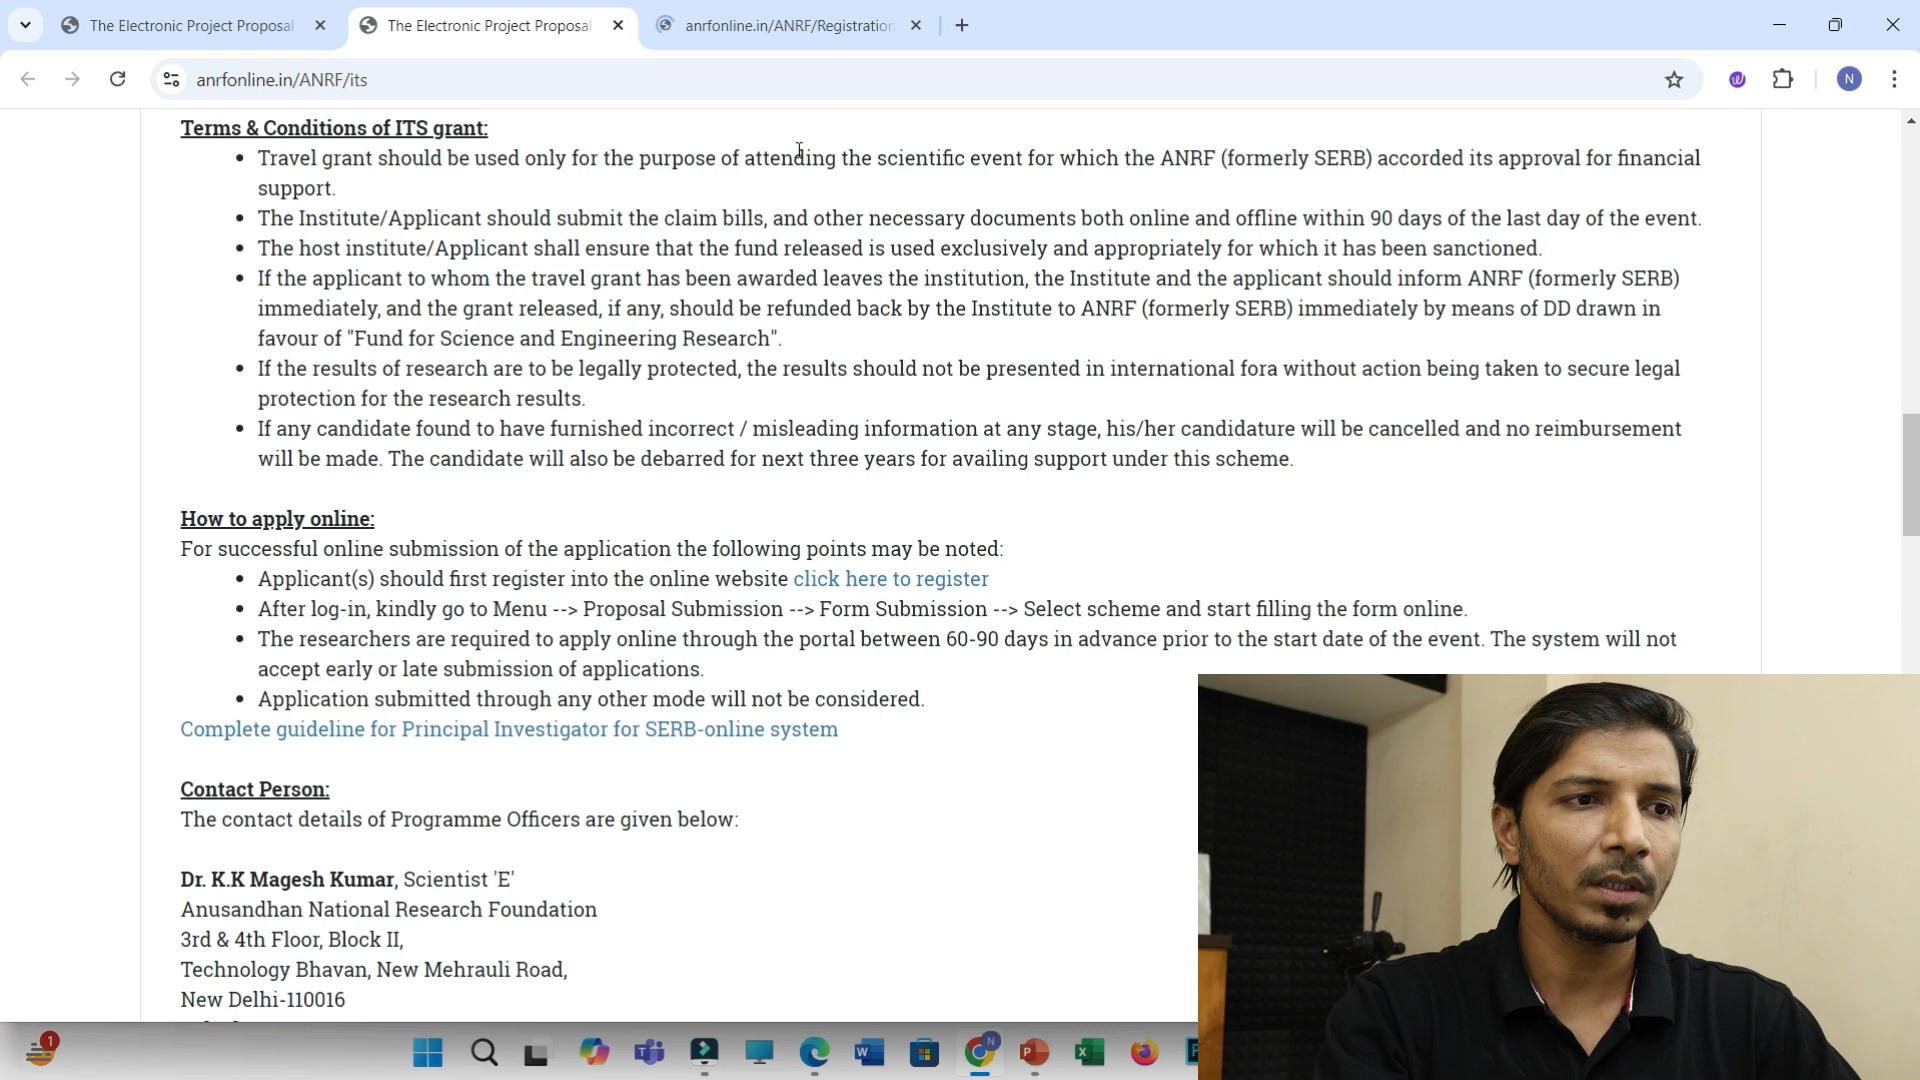 The Electronic Project Proposal
The Electronic Project Proposal
anrfonline.in/ANRF/Registration
anrfonline.in/ANRF/its
N
Terms & Conditions of ITS grant:
• Travel grant should be used only for the purpose of attending the scientific event for which the ANRF (formerly SERB) accorded its approval for financial
support.
• The Institute/Applicant should submit the claim bills, and other necessary documents both online and offline within 90 days of the last day of the event.
• The host institute/Applicant shall ensure that the fund released is used exclusively and appropriately for which it has been sanctioned.
• If the applicant to whom the travel grant has been awarded leaves the institution, the Institute and the applicant should inform ANRF (formerly SERB)
immediately, and the grant released, if any, should be refunded back by the Institute to ANRF (formerly SERB) immediately by means of DD drawn in
favour of "Fund for Science and Engineering Research".
• If the results of research are to be legally protected, the results should not be presented in international fora without action being taken to secure legal
protection for the research results.
• If any candidate found to have furnished incorrect / misleading information at any stage, his/her candidature will be cancelled and no reimbursement
will be made. The candidate will also be debarred for next three years for availing support under this scheme.
How to apply online:
For successful online submission of the application the following points may be noted:
• Applicant(s) should first register into the online website click here to register
• After log-in, kindly go to Menu --> Proposal Submission --> Form Submission --> Select scheme and start filling the form online.
• The researchers are required to apply online through the portal between 60-90 days in advance prior to the start date of the event. The system will not
accept early or late submission of applications.
• Application submitted through any other mode will not be considered.
Complete guideline for Principal Investigator for SERB-online system
Contact Person:
The contact details of Programme Officers are given below:
Dr. K.K Magesh Kumar, Scientist 'E'
Anusandhan National Research Foundation
3rd & 4th Floor, Block II,
Technology Bhavan, New Mehrauli Road,
New Delhi-110016
1